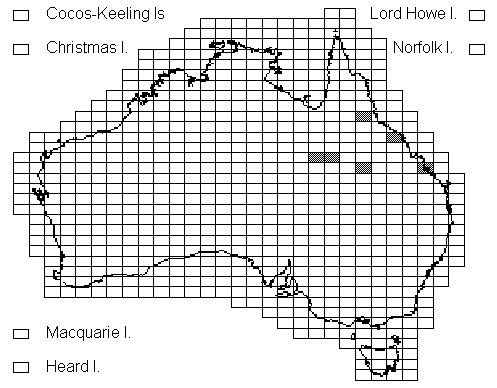 Cocos-Keeling Is
Lord Howe I.
Christmas I.
Norfolk I.
Macquarie I.
Heard I.